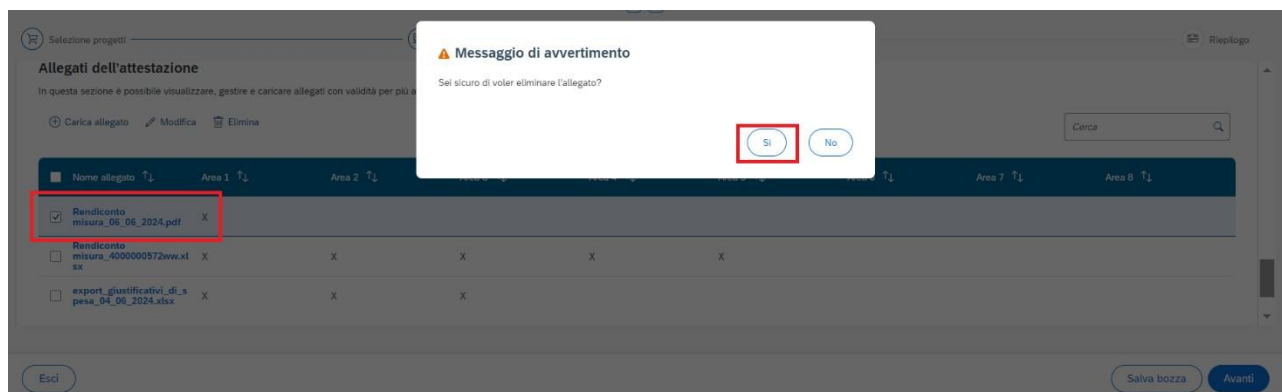 Selezione progetti
Riepilogo
Messaggio di avvertimento
Sei sicuro di voler eliminare l'allegato?
Si
No
Allegati dell'attestazione
In questa sezione è possibile visualizzare, gestire e caricare allegati con validità per più
Carica allegato Modifica Elimina
Cerca
Nome allegato Area 1 Area 2 Area 7 Area 8
Rendiconto
misura_06_06_2024.pdf X
Rendiconto
misura_4000000572ww.xl X X X X X
sx
export_giustificativi_di_s
pesa_04_06_2024.xlsx X X X
Esci
Salva bozza
Avanti